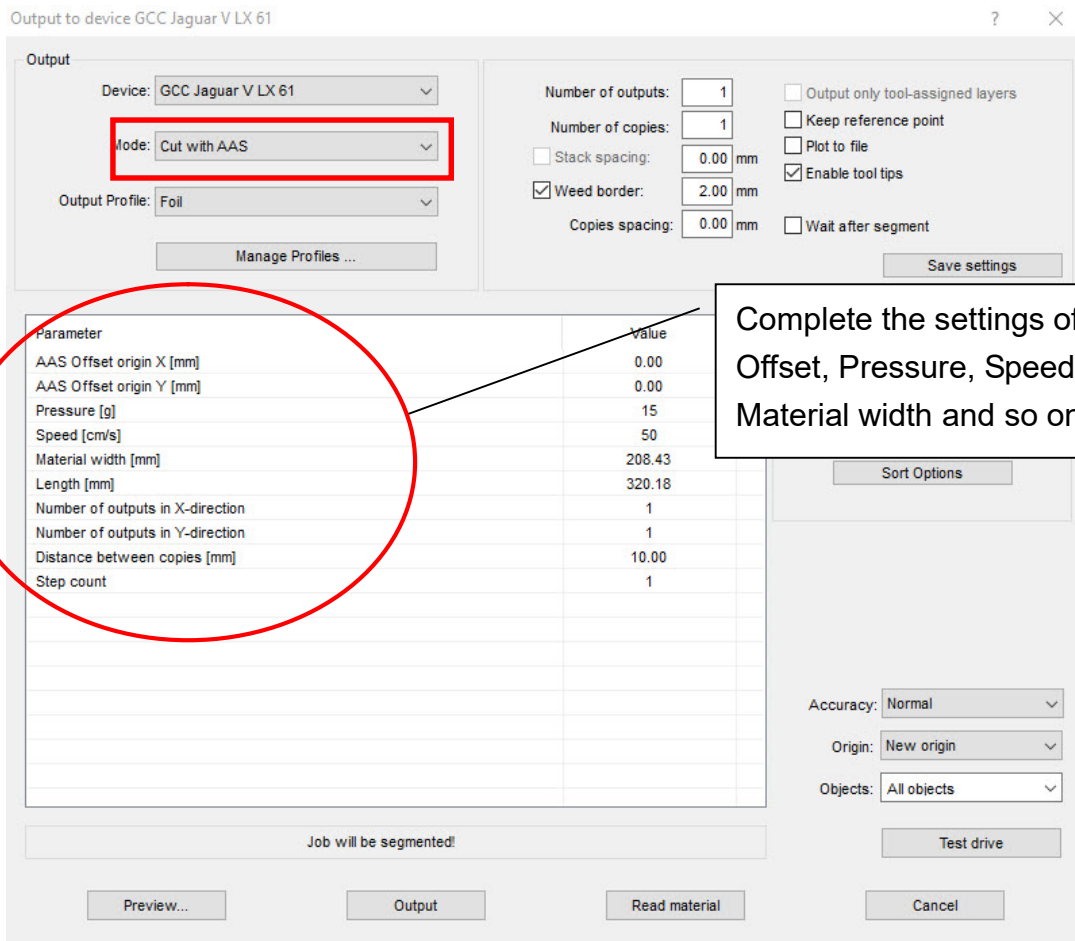 Output to device GCC Jaguar V LX 61
Output
Device: GCC Jaguar V LX 61
Mode: Cut with AAS
Output Profile: Foil
Manage Profiles ...
Number of outputs: 1
Number of copies: 1
Stack spacing: 0.00 mm
Weed border: 2.00 mm
Copies spacing: 0.00 mm
Output only tool-assigned layers
Keep reference point
Plot to file
Enable tool tips
Wait after segment
Save settings
Parameter Value
AAS Offset origin X [mm] 0.00
AAS Offset origin Y [mm] 0.00
Pressure [g] 15
Speed [cm/s] 50
Material width [mm] 208.43
Length [mm] 320.18
Number of outputs in X-direction 1
Number of outputs in Y-direction 1
Distance between copies [mm] 10.00
Step count 1
Complete the settings of
Offset, Pressure, Speed
Material width and so on
Sort Options
Accuracy: Normal
Origin: New origin
Objects: All objects
Job will be segmented!
Test drive
Preview...
Output
Read material
Cancel